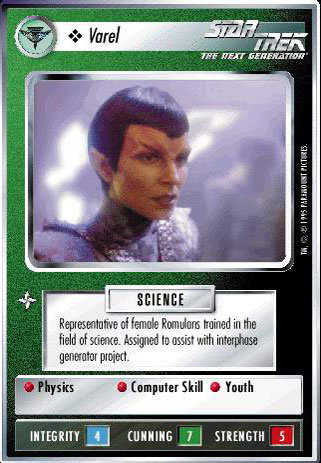 ❖ Varel
STAR TREK
THE NEXT GENERATION
TM, ©, ® 1995 PARAMOUNT PICTURES.
SCIENCE
Representative of female Romulans trained in the
field of science. Assigned to assist with interphase
generator project.
Physics Computer Skill Youth
INTEGRITY 4 CUNNING 7 STRENGTH 5